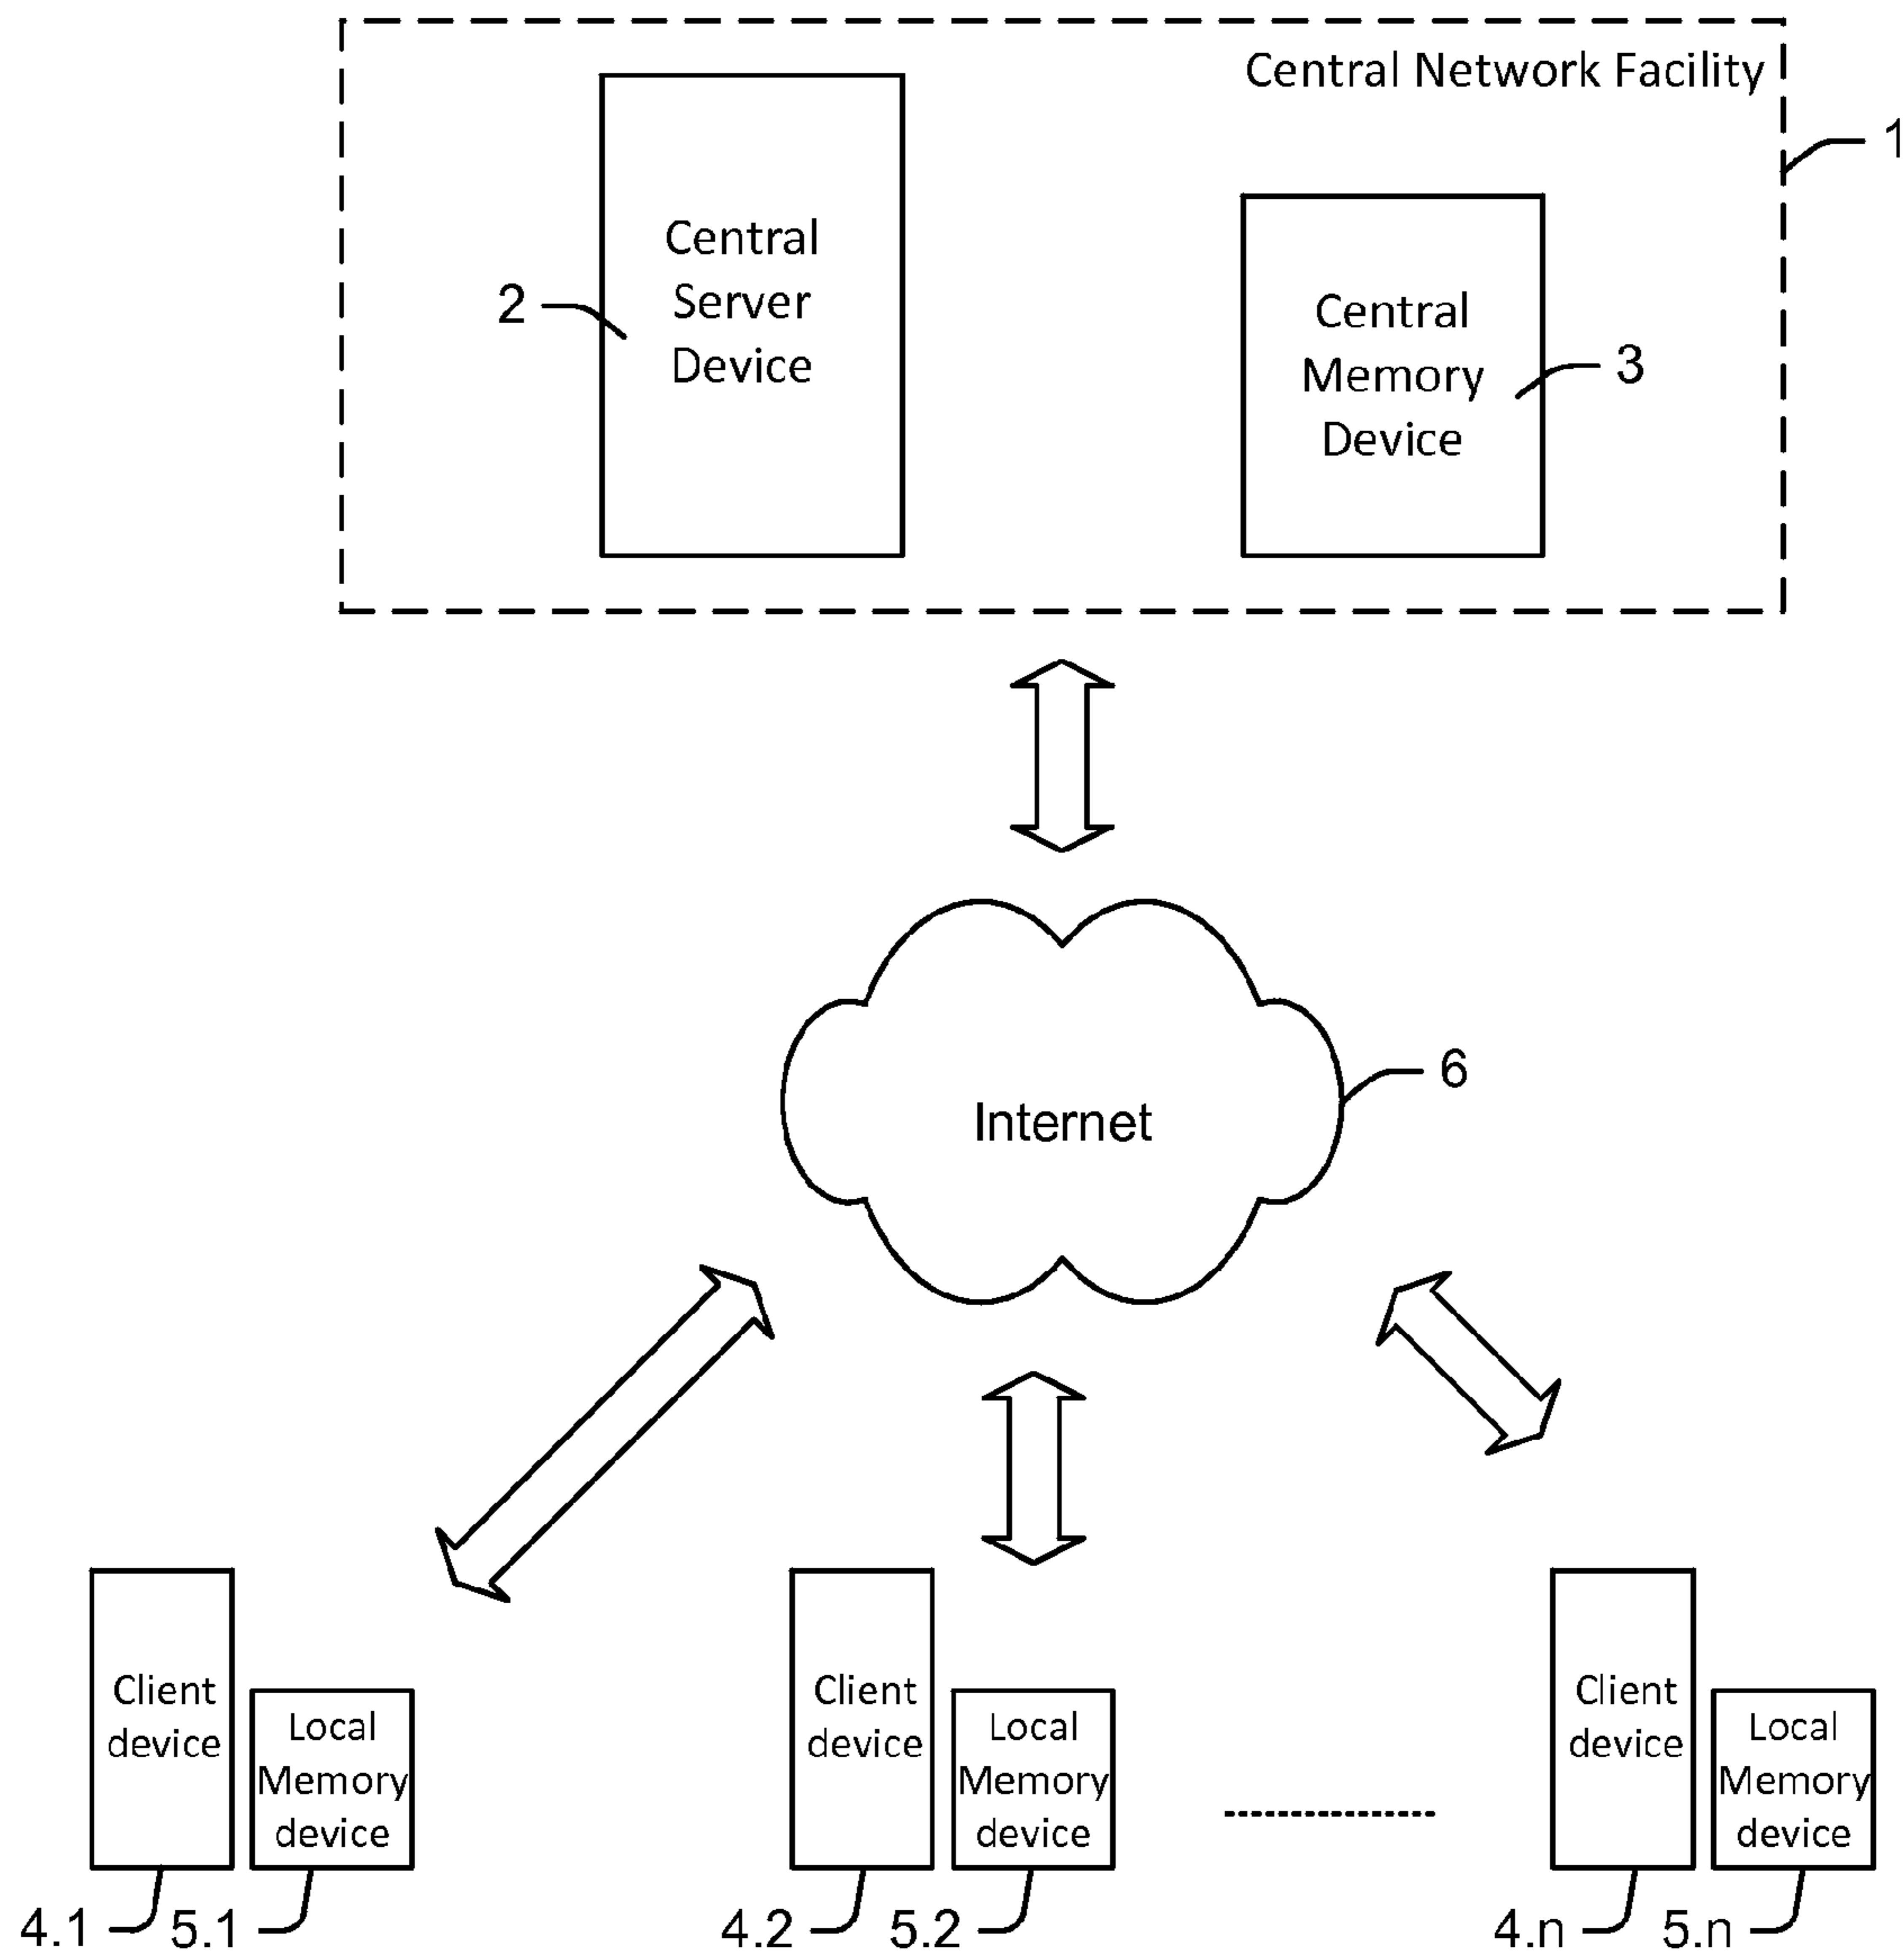 Central Network Facility
1
Central
Server
Device
2
Central
Memory
Device
3
Internet
6
Client
device
Local
Memory
device
Client
device
Local
Memory
device
Client
device
Local
Memory
device
4.1
5.1
4.2
5.2
4.n
5.n